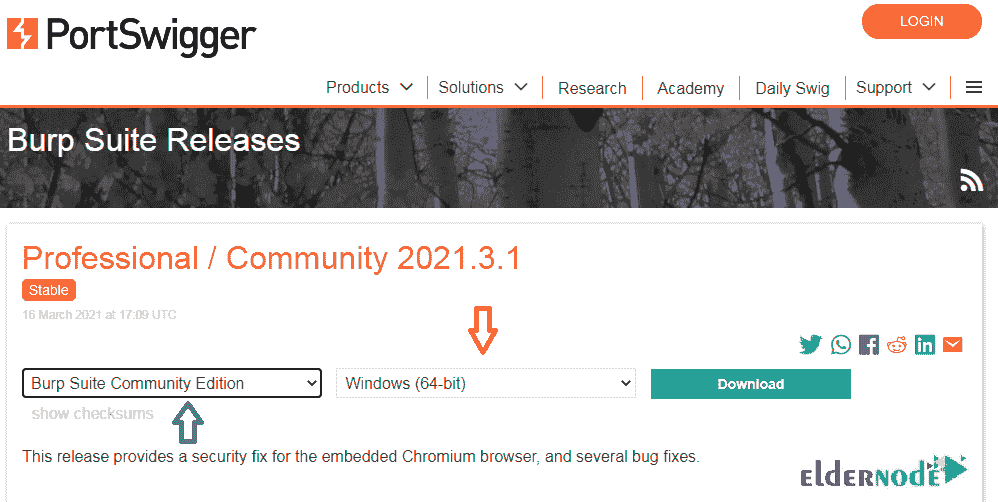 PortSwigger
LOGIN
Products
Solutions
Research
Academy
Daily Swig
Support
Burp Suite Releases
Professional / Community 2021.3.1
Stable
16 March 2021 at 17:09 UTC
Burp Suite Community Edition
Windows (64-bit)
Download
show checksums
This release provides a security fix for the embedded Chromium browser, and several bug fixes.
ELDERNODE